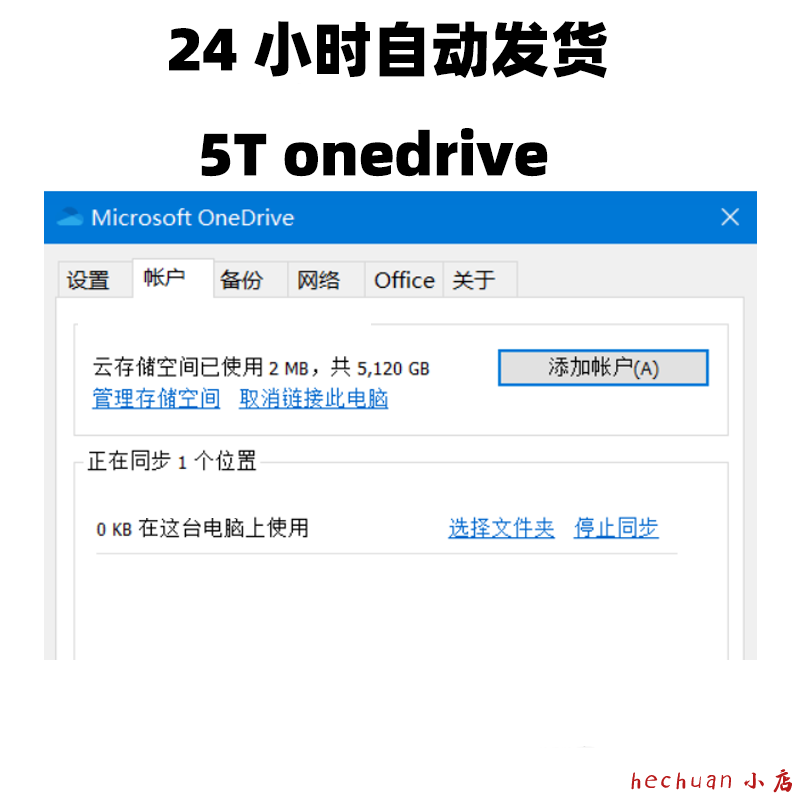 24 小时自动发货
5T onedrive
Microsoft OneDrive
设置 帐户 备份 网络 Office 关于
云存储空间已使用 2 MB，共 5,120 GB
添加帐户(A)
管理存储空间 取消链接此电脑
正在同步 1 个位置
0 KB 在这台电脑上使用 选择文件夹 停止同步
hechuan 小店